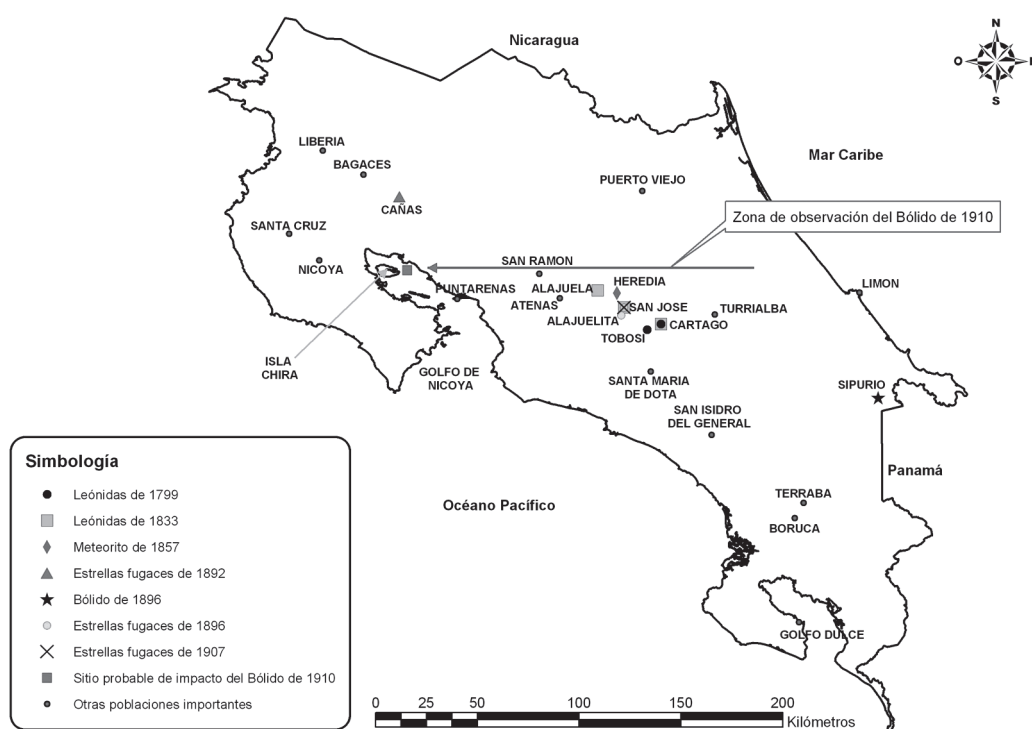 Nicaragua
N
O
E
S
Mar Caribe
LIBERIA
BAGACES
CAÑAS
PUERTO VIEJO
Zona de observación del Bólido de 1910
SANTA CRUZ
NICOYA
SAN RAMON
PUNTARENAS
ALAJUELA
HEREDIA
ATENAS
SAN JOSE
ALAJUELITA
TURRIALBA
CARTAGO
TOBOSI
LIMON
ISLA
CHIRA
GOLFO DE
NICOYA
SANTA MARIA
DE DOTA
SIPURIO
SAN ISIDRO
DEL GENERAL
Panamá
Océano Pacífico
TERRABA
BORUCA
GOLFO DULCE
Simbología
Leónidas de 1799
Leónidas de 1833
Meteorito de 1857
Estrellas fugaces de 1892
Bólido de 1896
Estrellas fugaces de 1896
Estrellas fugaces de 1907
Sitio probable de impacto del Bólido de 1910
Otras poblaciones importantes
0 25 50 100 150 200
Kilómetros